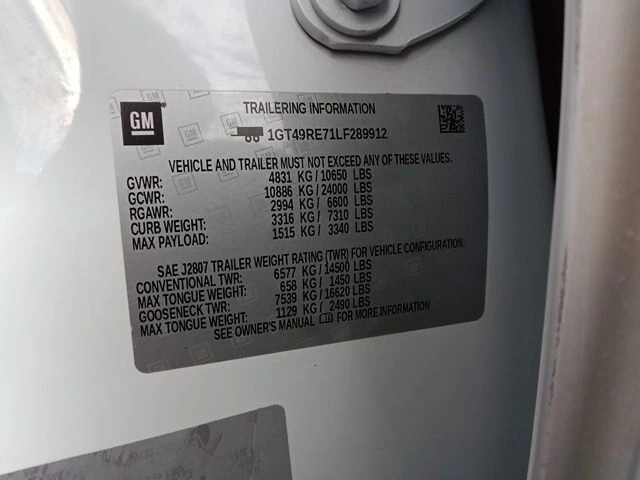 GM
TRAILERING INFORMATION
1GT49RE71LF289912
VEHICLE AND TRAILER MUST NOT EXCEED ANY OF THESE VALUES.
GVWR: 4831 KG/10650 LBS
GCWR: 10886 KG/24000 LBS
RGAWR: 2994 KG/ 6600 LBS
CURB WEIGHT: 3316 KG/ 7310 LBS
MAX PAYLOAD: 1515 KG/ 3340 LBS
SAE J2807 TRAILER WEIGHT RATING (TWR) FOR VEHICLE CONFIGURATION.
CONVENTIONAL TWR: 6577 KG/14500 LBS
MAX TONGUE WEIGHT: 658 KG/ 1450 LBS
GOOSENECK TWR: 7539 KG/16620 LBS
MAX TONGUE WEIGHT: 1129 KG/ 2490 LBS
SEE OWNER'S MANUAL FOR MORE INFORMATION